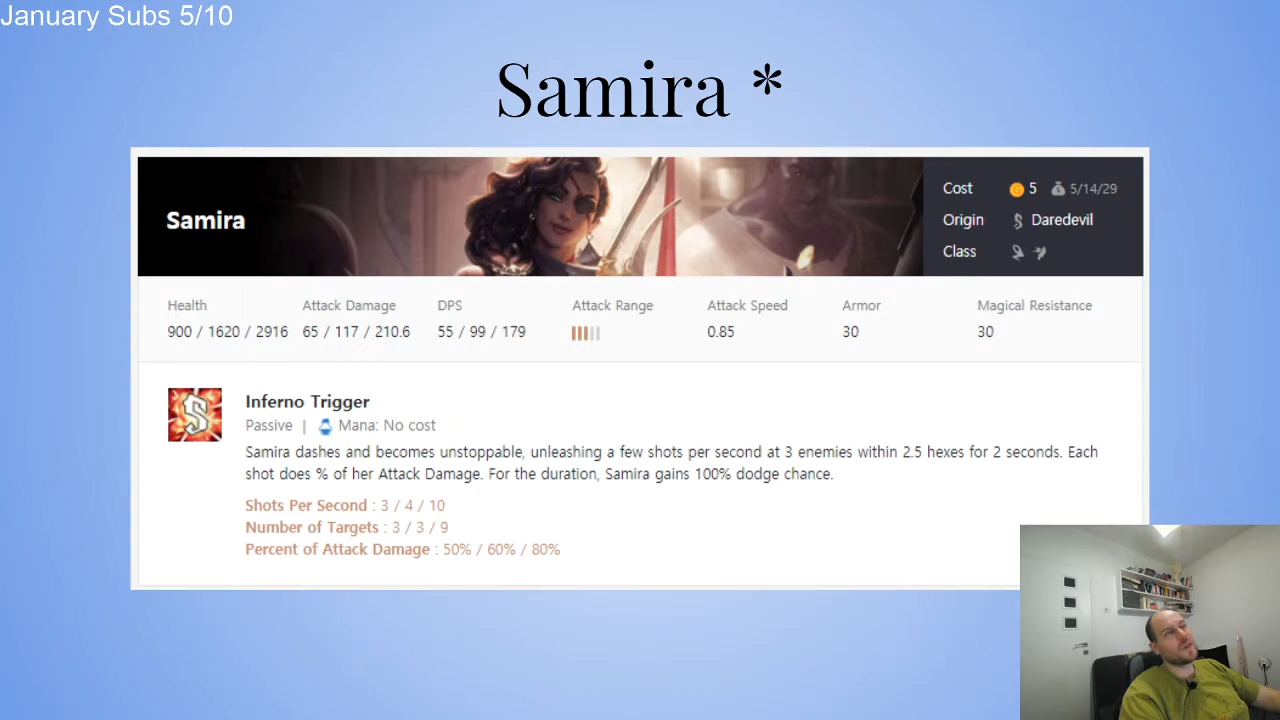 January Subs 5/10
Samira *
Samira
Cost 5 5/14/29
Origin Daredevil
Class
Health Attack Damage DPS Attack Range Attack Speed Armor Magical Resistance
900 / 1620 / 2916 65 / 117 / 210.6 55 / 99 / 179 0.85 30 30
Inferno Trigger
Passive | Mana: No cost
Samira dashes and becomes unstoppable, unleashing a few shots per second at 3 enemies within 2.5 hexes for 2 seconds. Each
shot does % of her Attack Damage. For the duration, Samira gains 100% dodge chance.
Shots Per Second : 3 / 4 / 10
Number of Targets : 3 / 3 / 9
Percent of Attack Damage : 50% / 60% / 80%